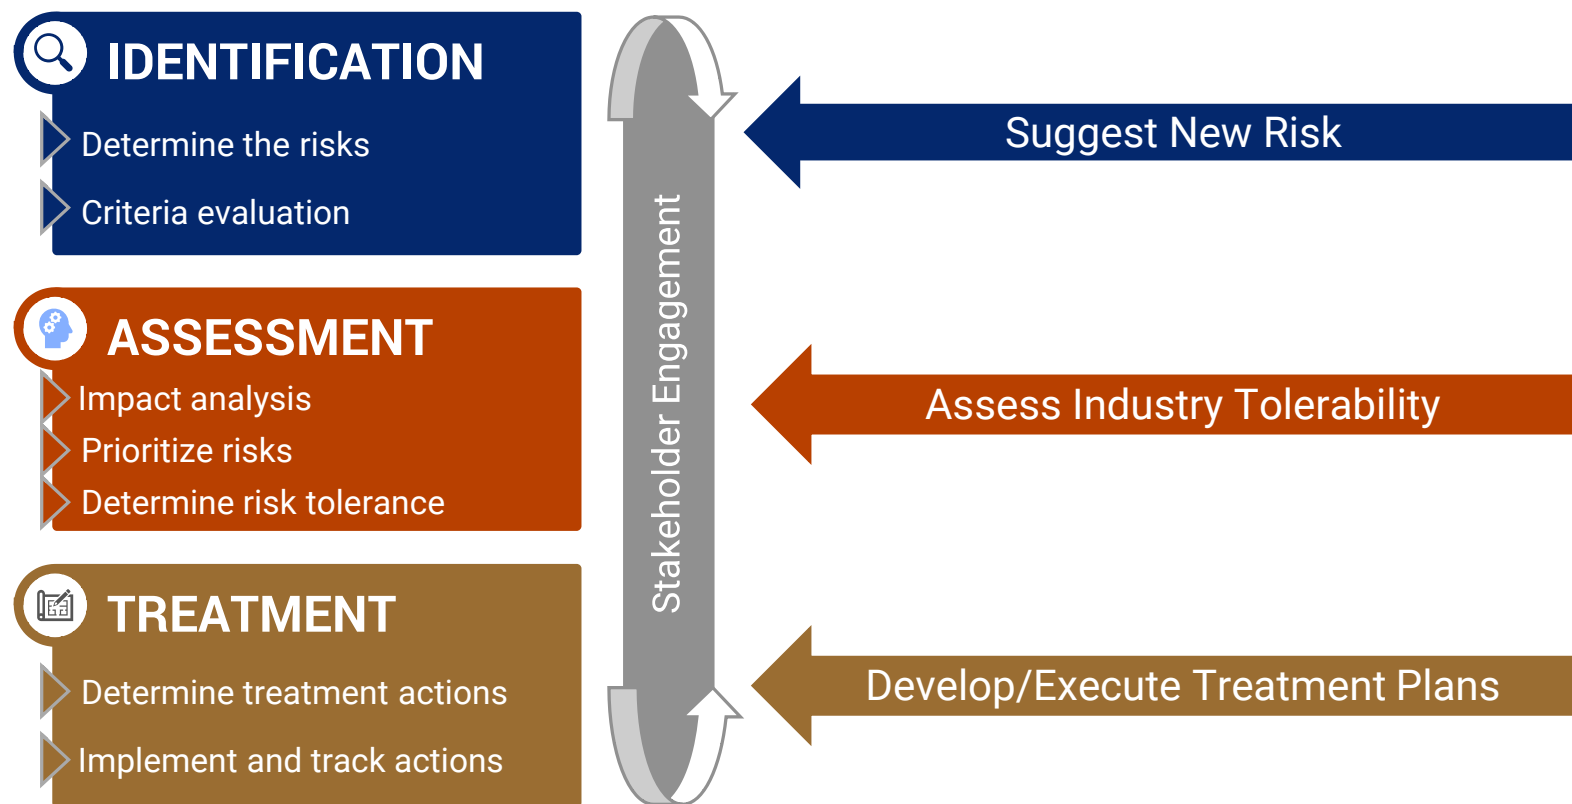 IDENTIFICATION
Determine the risks
Criteria evaluation
ASSESSMENT
Impact analysis
Prioritize risks
Determine risk tolerance
TREATMENT
Determine treatment actions
Implement and track actions
Stakeholder Engagement
Suggest New Risk
Assess Industry Tolerability
Develop/Execute Treatment Plans